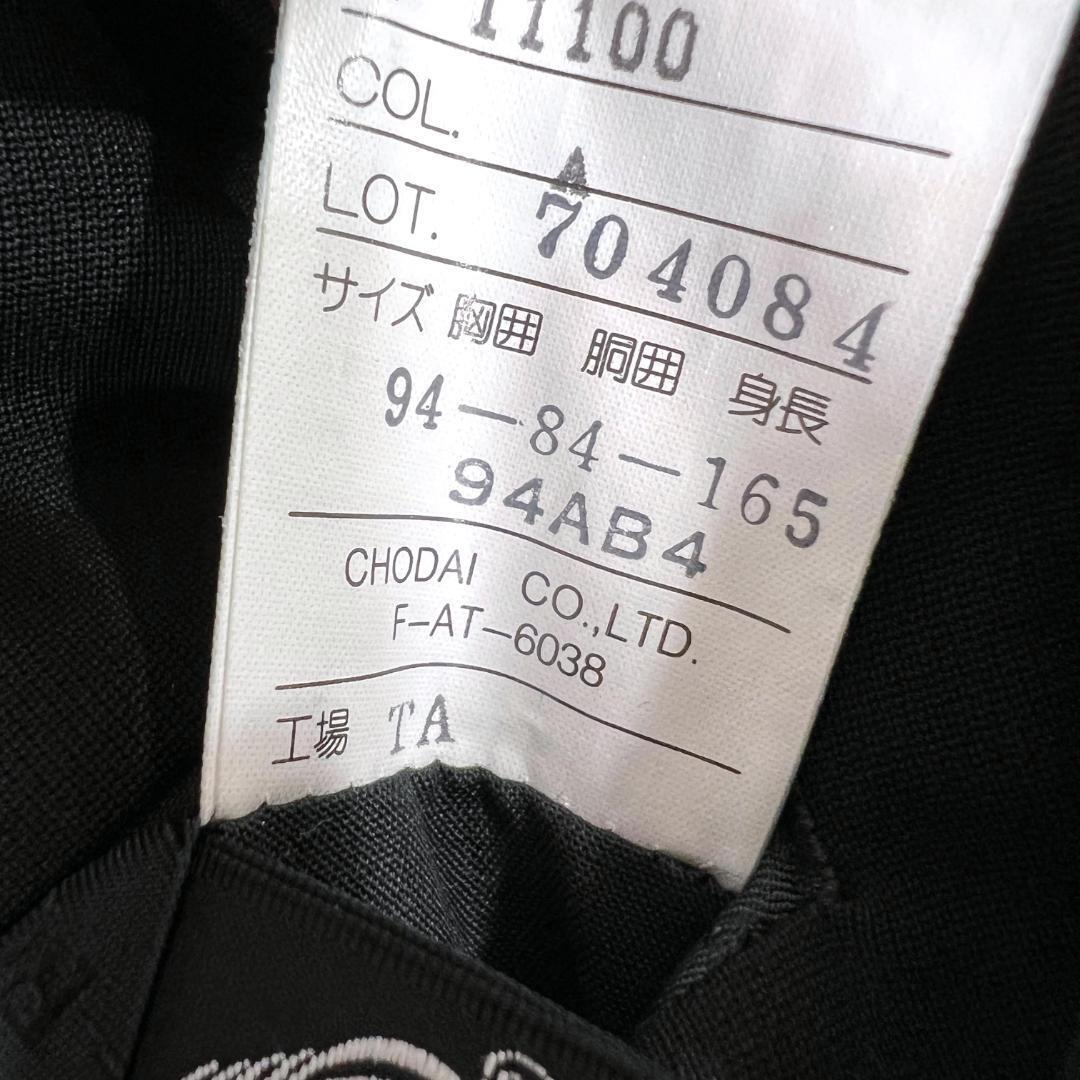 11100
COL.
LOT. 704084
サイズ 胸囲 胴囲 身長
94-84-165
94AB4
CHODAI CO.,LTD.
F-AT-6038
工場 TA